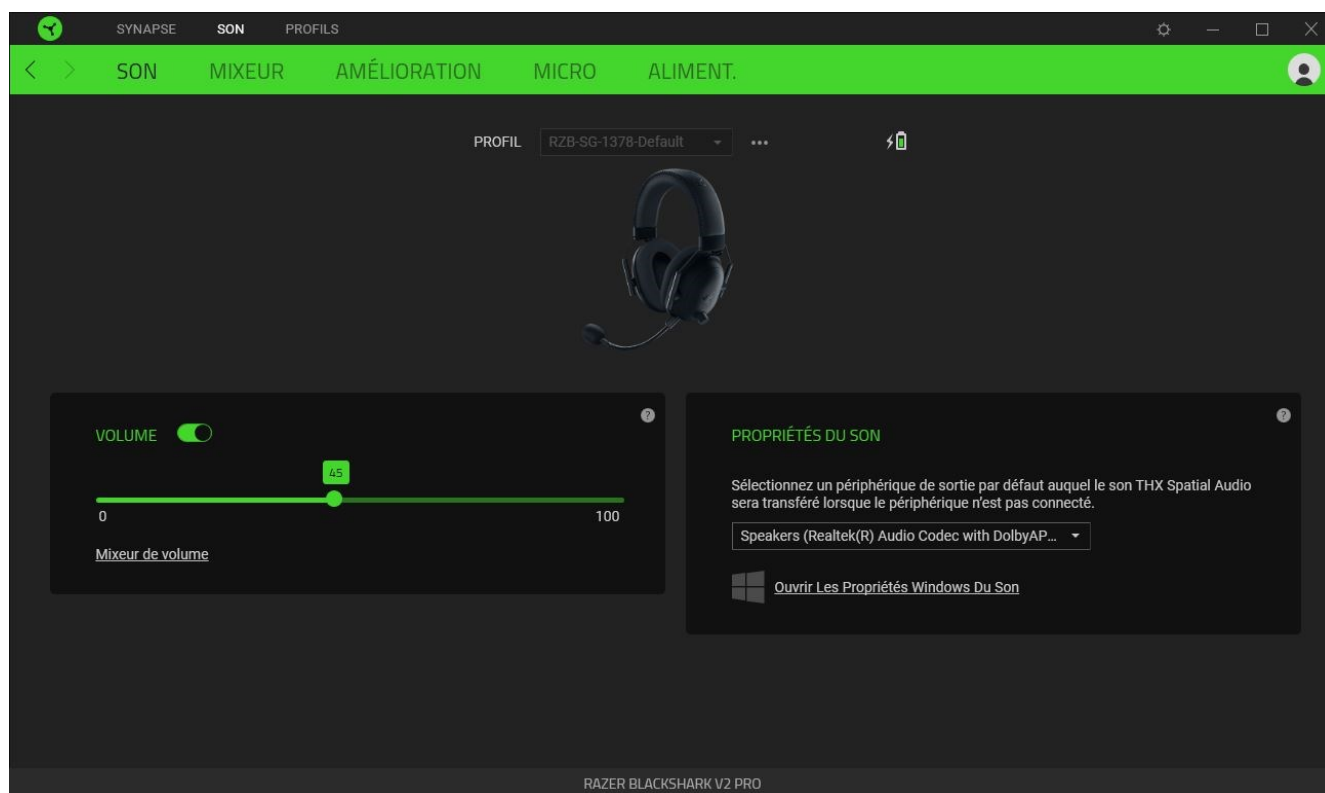 SYNAPSE SON PROFILS
SON MIXEUR AMÉLIORATION MICRO ALIMENT.
PROFIL RZB-SG-1378-Default
VOLUME
45
0 100
Mixeur de volume
PROPRIÉTÉS DU SON
Sélectionnez un périphérique de sortie par défaut auquel le son THX Spatial Audio
sera transféré lorsque le périphérique n'est pas connecté.
Speakers (Realtek(R) Audio Codec with DolbyAP...
Ouvrir Les Propriétés Windows Du Son
RAZER BLACKSHARK V2 PRO